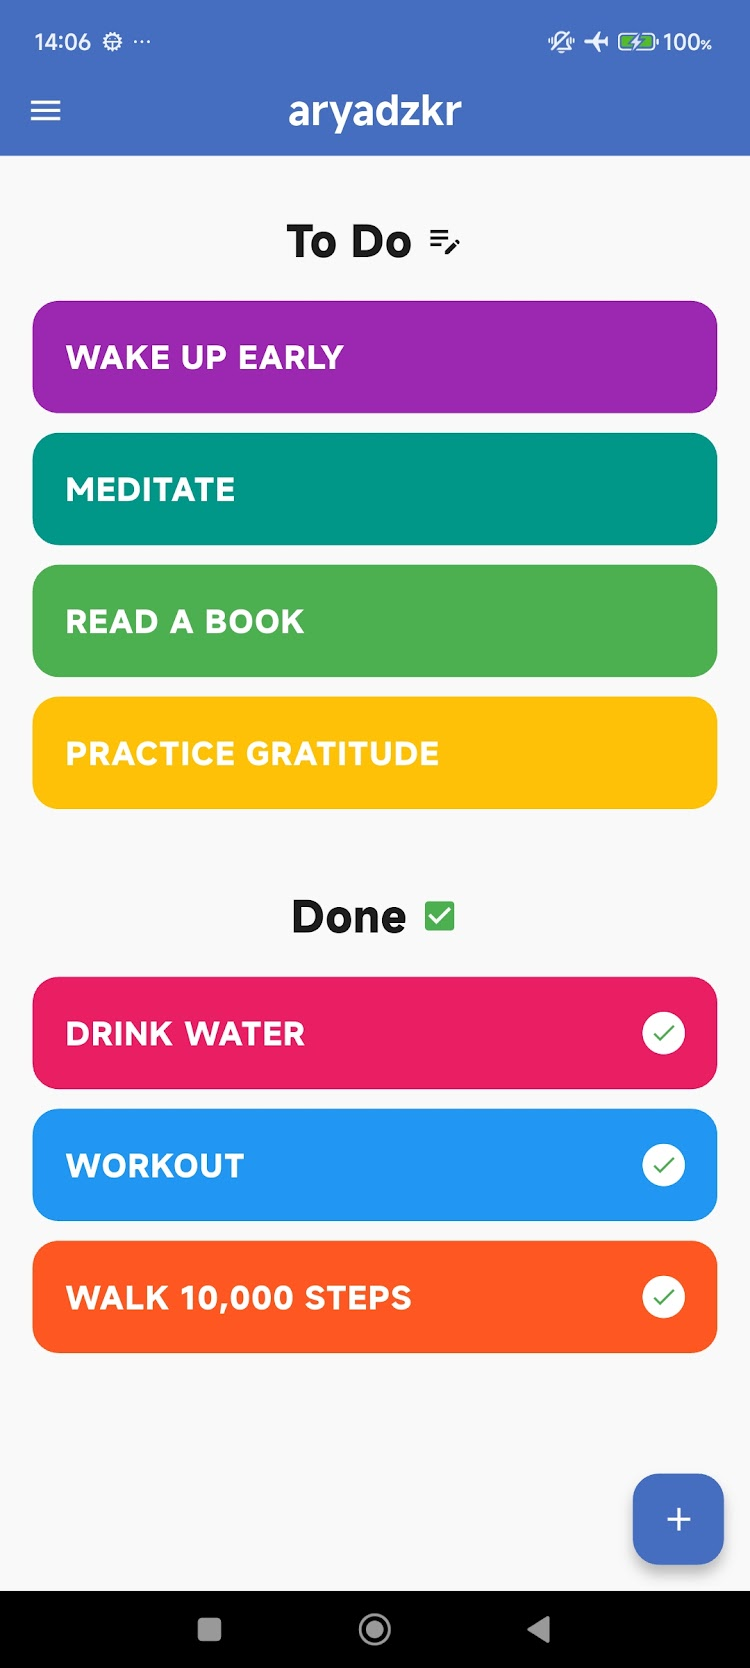 14:06
100%
aryadzkr
To Do
WAKE UP EARLY
MEDITATE
READ A BOOK
PRACTICE GRATITUDE
Done
DRINK WATER
WORKOUT
WALK 10,000 STEPS